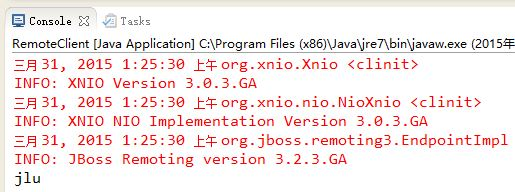 Console Tasks
RemoteClient [Java Application] C:\Program Files (x86)\Java\jre7\bin\javaw.exe (2015年
三月 31, 2015 1:25:30 上午 org.xnio.Xnio <clinit>
INFO: XNIO Version 3.0.3.GA
三月 31, 2015 1:25:30 上午 org.xnio.nio.NioXnio <clinit>
INFO: XNIO NIO Implementation Version 3.0.3.GA
三月 31, 2015 1:25:30 上午 org.jboss.remoting3.EndpointImpl
INFO: JBoss Remoting version 3.2.3.GA
jlu